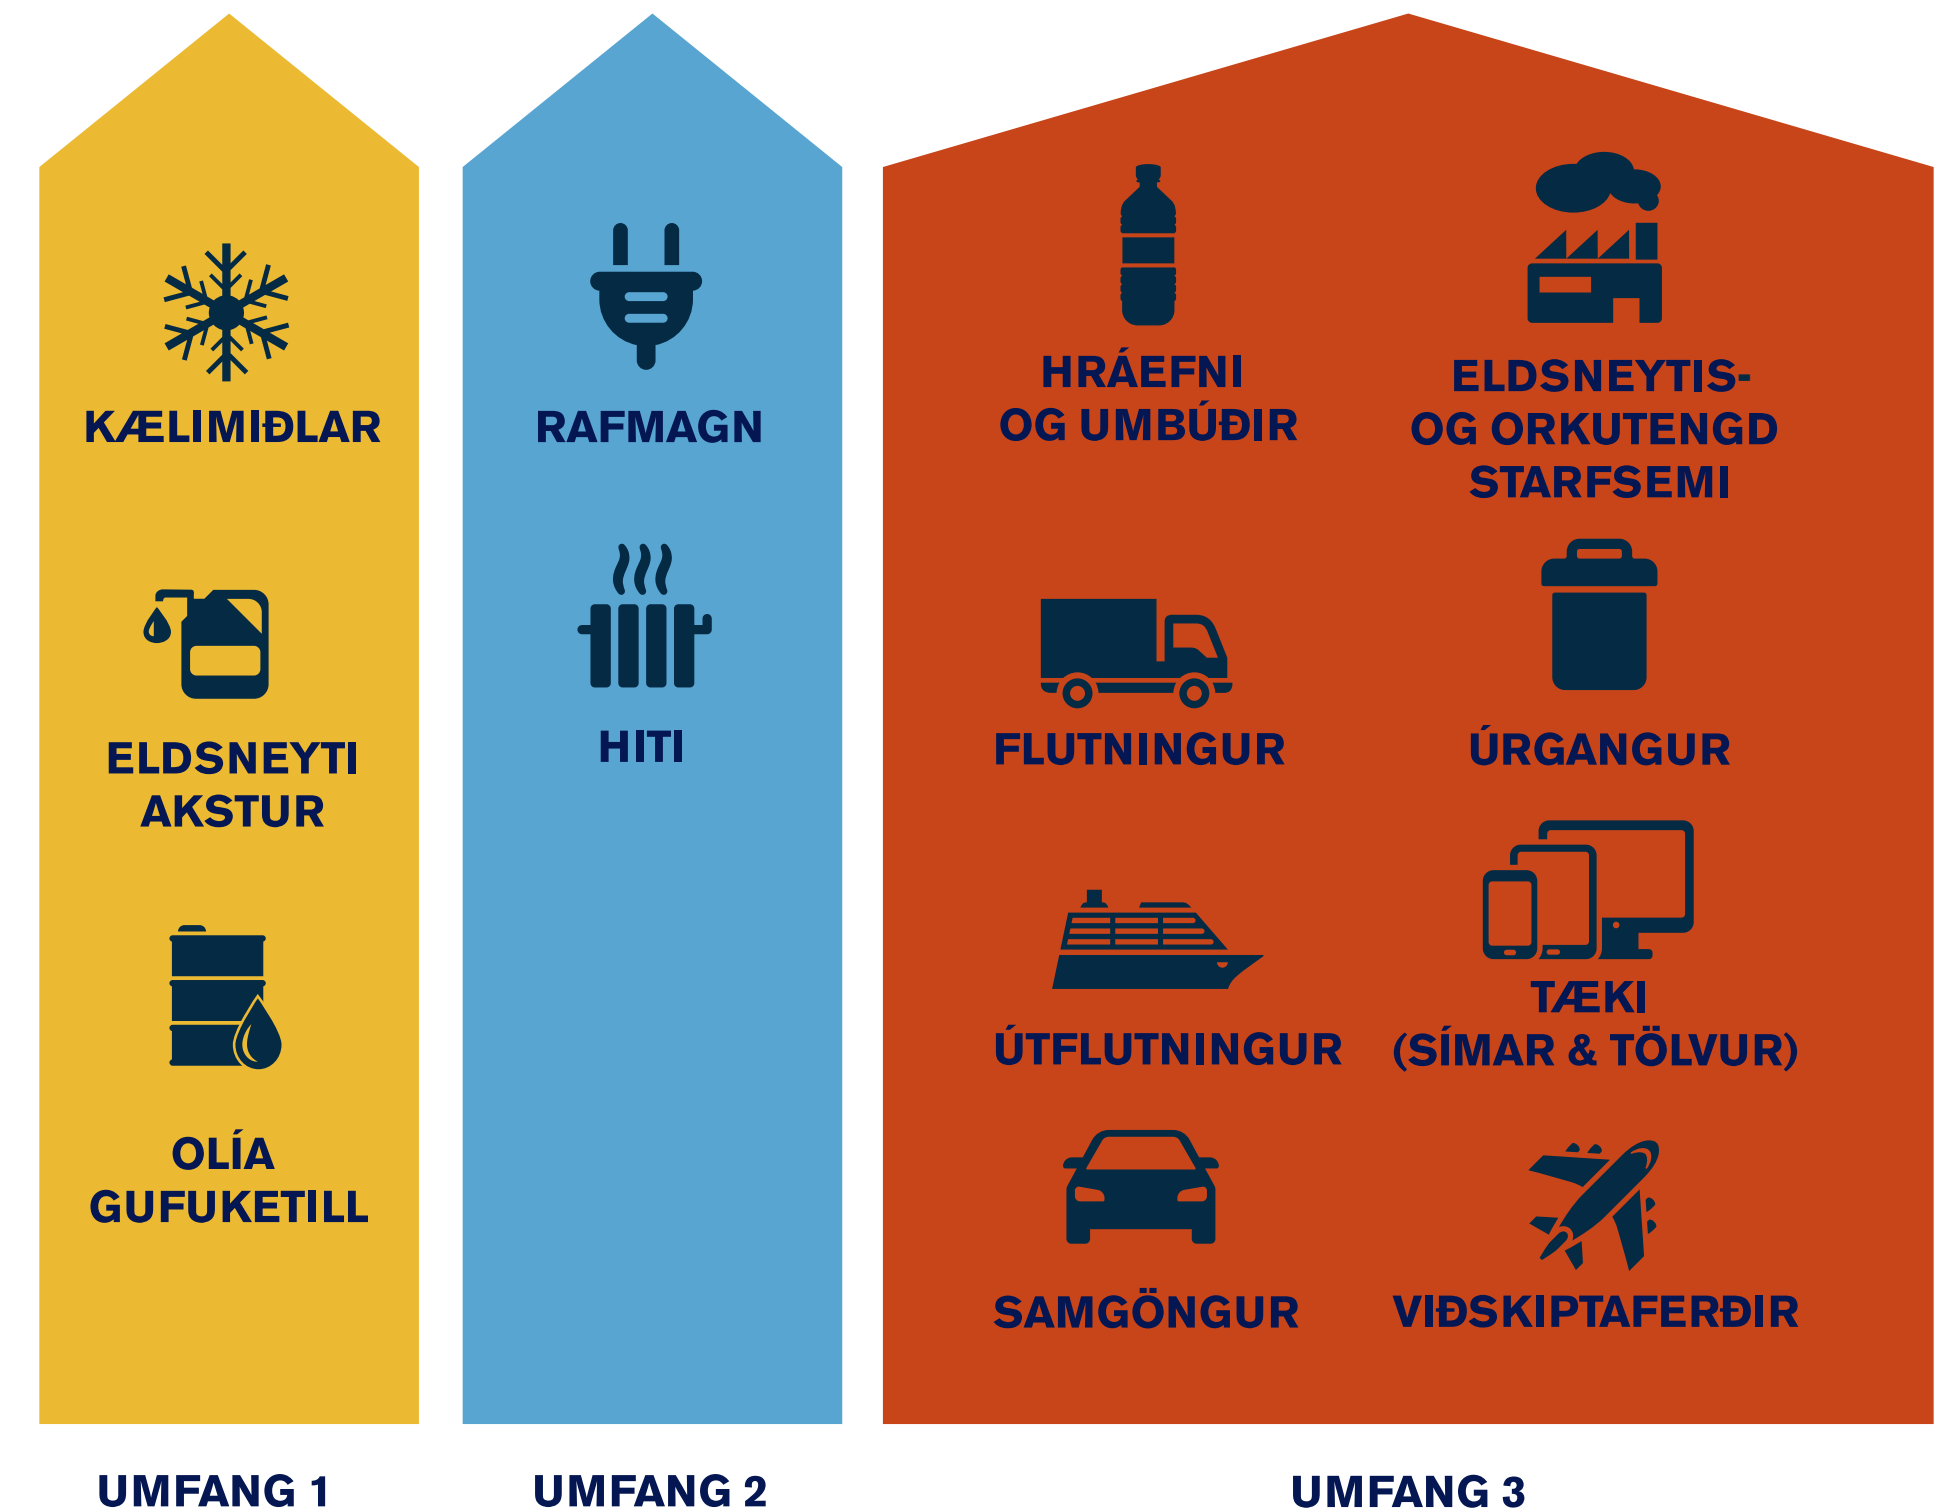 KÆLIMIÐLAR
ELDSNEYTI
AKSTUR
OLÍA
GUFUKETILL
UMFANG 1
RAFMAGN
HITI
UMFANG 2
HRÁEFNI
OG UMBÚÐIR
ELDSNEYTIS-
OG ORKUTENGD
STARFSEMI
FLUTNINGUR
ÚRGANGUR
ÚTFLUTNINGUR
TÆKI
(SÍMAR & TÖLVUR)
SAMGÖNGUR
VIÐSKIPTAFERÐIR
UMFANG 3